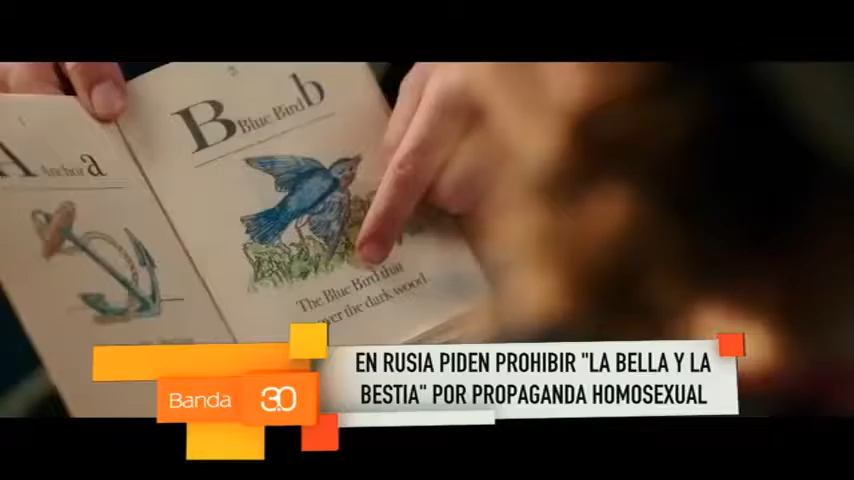 B Blue Bird b
Anchor a
The Blue Bird that
over the dark wood.
EN RUSIA PIDEN PROHIBIR "LA BELLA Y LA
BESTIA" POR PROPAGANDA HOMOSEXUAL
Banda 3.0